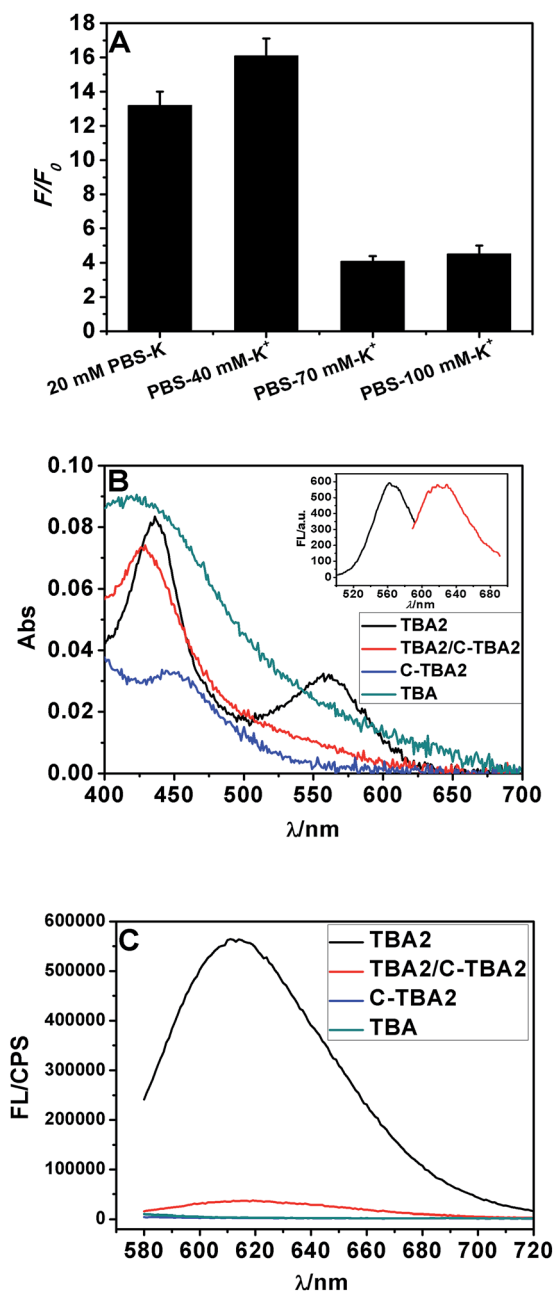 A
18
16
14
12
10
8
6
4
2
0
F/F0
20 mM PBS-K
PBS-40 mM-K+
PBS-70 mM-K+
PBS-100 mM-K+
B
0.10
0.08
0.06
0.04
0.02
0.00
Abs
400 450 500 550 600 650 700
λ/nm
600
500
400
300
200
100
0
FL/a.u.
500 560 600 640 680
λ/nm
TBA2
TBA2/C-TBA2
C-TBA2
TBA
C
600000
500000
400000
300000
200000
100000
0
FL/CPS
580 600 620 640 660 680 700 720
λ/nm
TBA2
TBA2/C-TBA2
C-TBA2
TBA